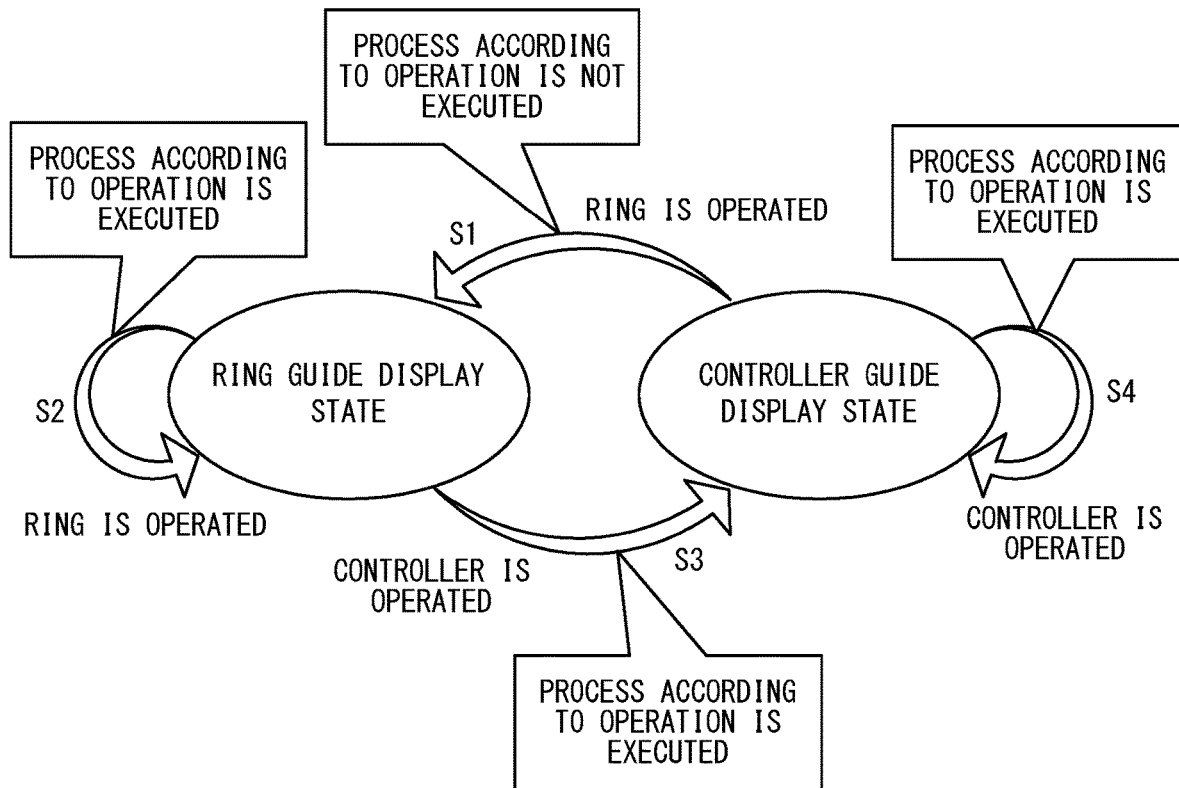 PROCESS ACCORDING
TO OPERATION IS NOT
EXECUTED
PROCESS ACCORDING
TO OPERATION IS
EXECUTED
PROCESS ACCORDING
TO OPERATION IS
EXECUTED
RING IS OPERATED
S1
RING GUIDE DISPLAY
STATE
CONTROLLER GUIDE
DISPLAY STATE
S2
S4
RING IS OPERATED
CONTROLLER IS
OPERATED
S3
CONTROLLER IS
OPERATED
PROCESS ACCORDING
TO OPERATION IS
EXECUTED